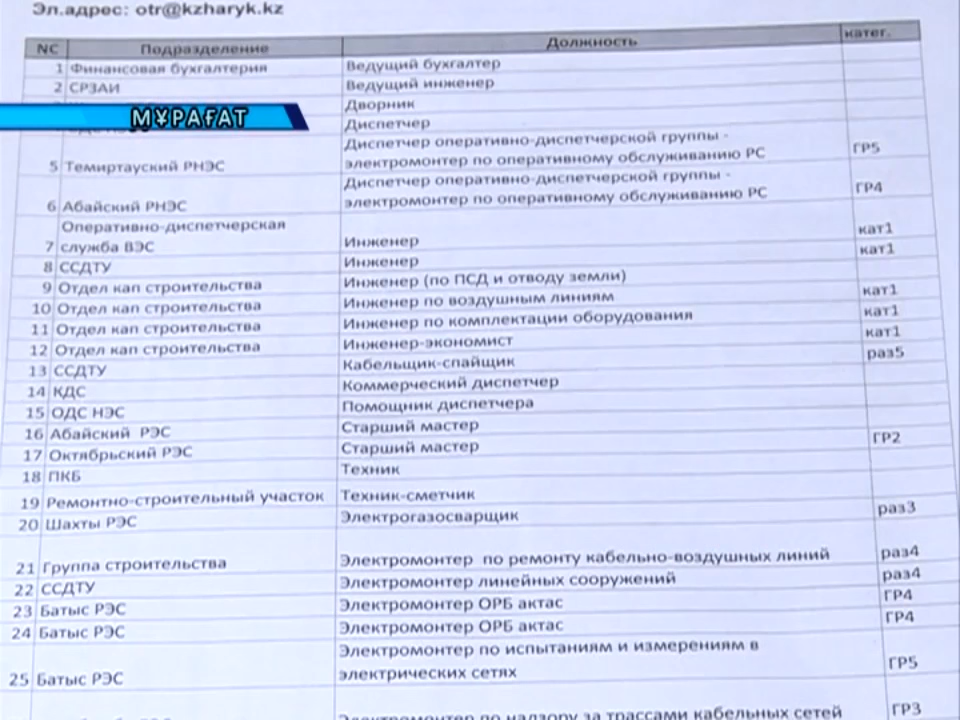 Эл.адрес: otr@kzharyk.kz
NC Подразделение Должность катег.
1 Финансовая бухгалтерия Ведущий бухгалтер
2 СРЗАИ Ведущий инженер
Дворник
МҰРАҒАТ
Диспетчер
Диспетчер оперативно-диспетчерской группы -
5 Темиртауский РНЭС электромонтер по оперативному обслуживанию РС ГР5
Диспетчер оперативно-диспетчерской группы -
6 Абайский РНЭС электромонтер по оперативному обслуживанию РС ГР4
Оперативно-диспетчерская
7 служба ВЭС Инженер кат1
8 ССДТУ Инженер кат1
9 Отдел кап строительства Инженер (по ПСД и отводу земли)
10 Отдел кап строительства Инженер по воздушным линиям кат1
11 Отдел кап строительства Инженер по комплектации оборудования кат1
12 Отдел кап строительства Инженер-экономист кат1
13 ССДТУ Кабельщик-спайщик раз5
14 КДС Коммерческий диспетчер
15 ОДС НЭС Помощник диспетчера
16 Абайский РЭС Старший мастер
17 Октябрьский РЭС Старший мастер ГР2
18 ПКБ Техник
19 Ремонтно-строительный участок Техник-сметчик
20 Шахты РЭС Электрогазосварщик раз3
21 Группа строительства Электромонтер по ремонту кабельно-воздушных линий раз4
22 ССДТУ Электромонтер линейных сооружений раз4
23 Батыс РЭС Электромонтер ОРБ актас ГР4
24 Батыс РЭС Электромонтер ОРБ актас ГР4
Электромонтер по испытаниям и измерениям в
25 Батыс РЭС электрических сетях ГР5
Электромонтер по надзору за трассами кабельных сетей ГР3